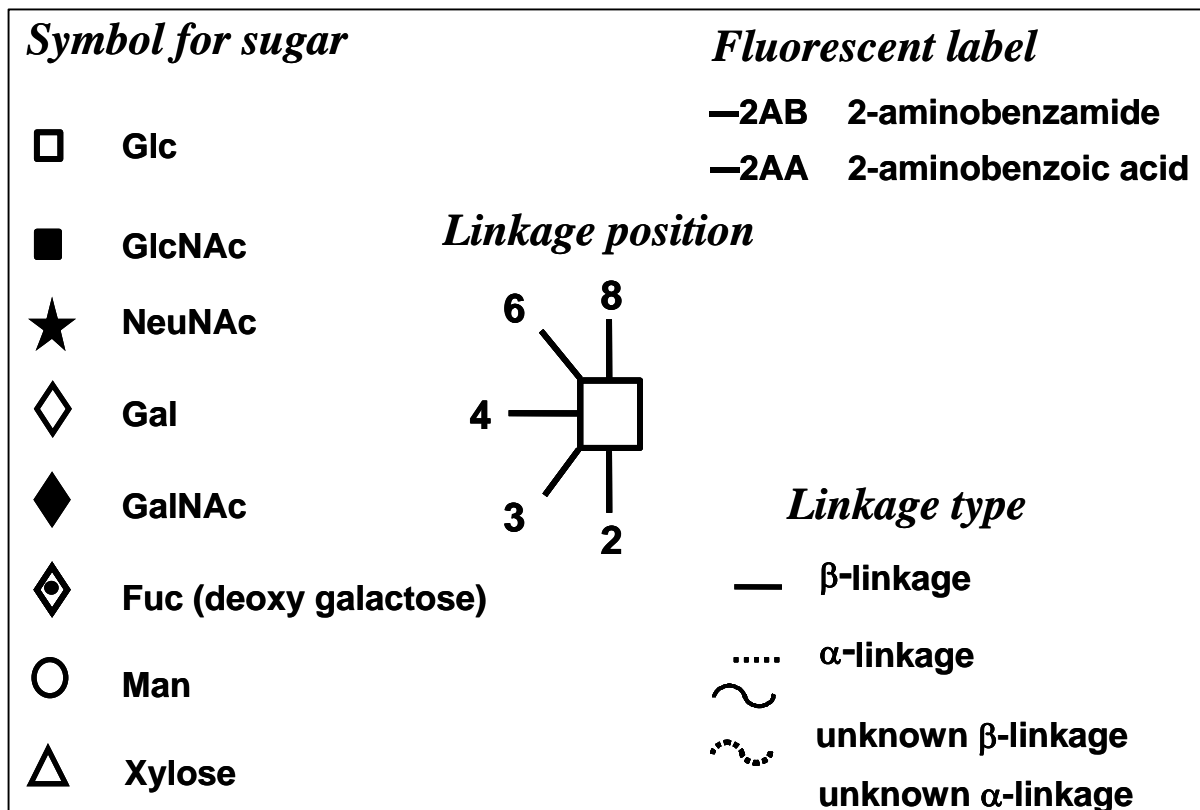 Symbol for sugar
Glc
GlcNAc
NeuNAc
Gal
GalNAc
Fuc (deoxy galactose)
Man
Xylose
Fluorescent label
—2AB 2-aminobenzamide
—2AA 2-aminobenzoic acid
Linkage position
8
6
4
3
2
Linkage type
β-linkage
α-linkage
unknown β-linkage
unknown α-linkage